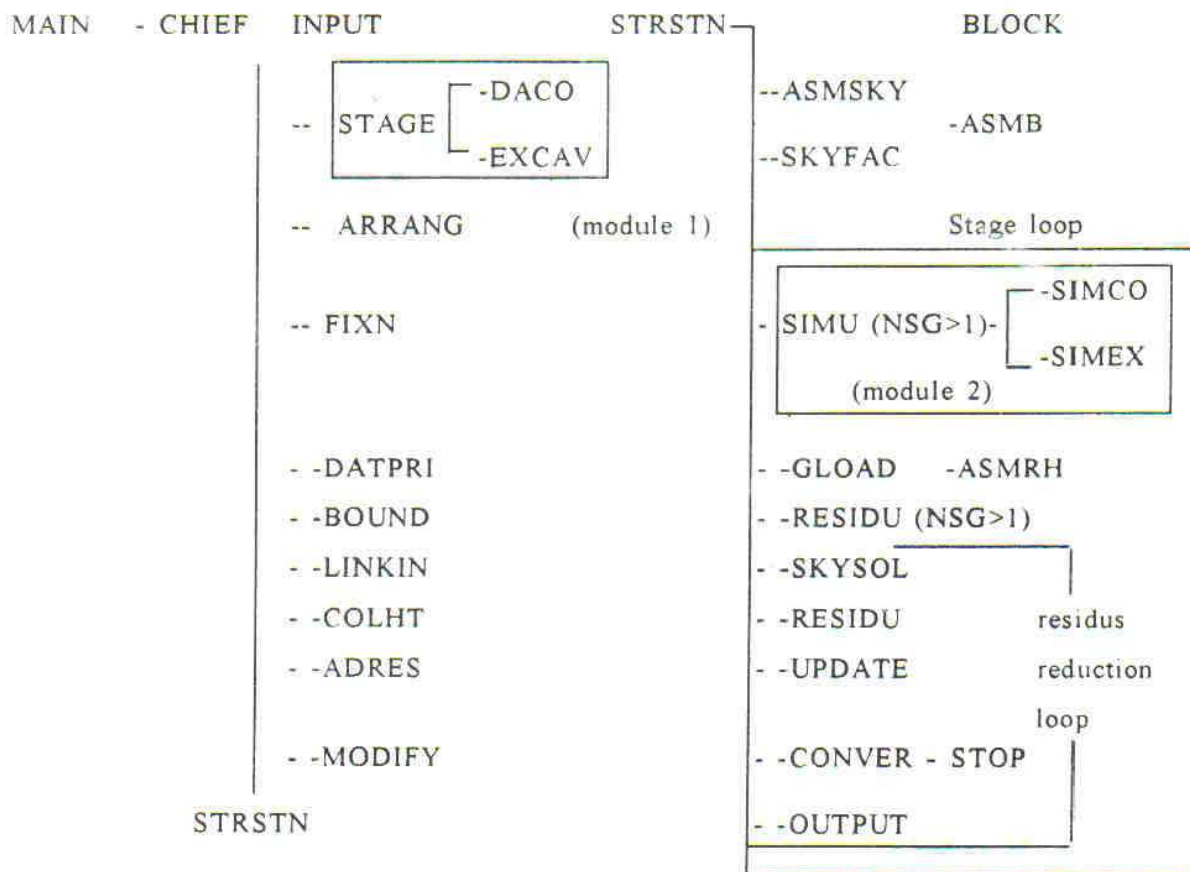 MAIN - CHIEF INPUT STRSTN BLOCK
-DACO --ASMSKY
-- STAGE -ASMB
-EXCAV --SKYFAC
-- ARRANG (module 1) Stage loop
-SIMCO
-- FIXN - SIMU (NSG>1)-
-SIMEX
(module 2)
- -DATPRI - -GLOAD -ASMRH
- -BOUND - -RESIDU (NSG>1)
- -LINKIN - -SKYSOL
- -COLHT - -RESIDU residus
- -ADRES - -UPDATE reduction
loop
- -MODIFY - -CONVER - STOP
STRSTN - -OUTPUT